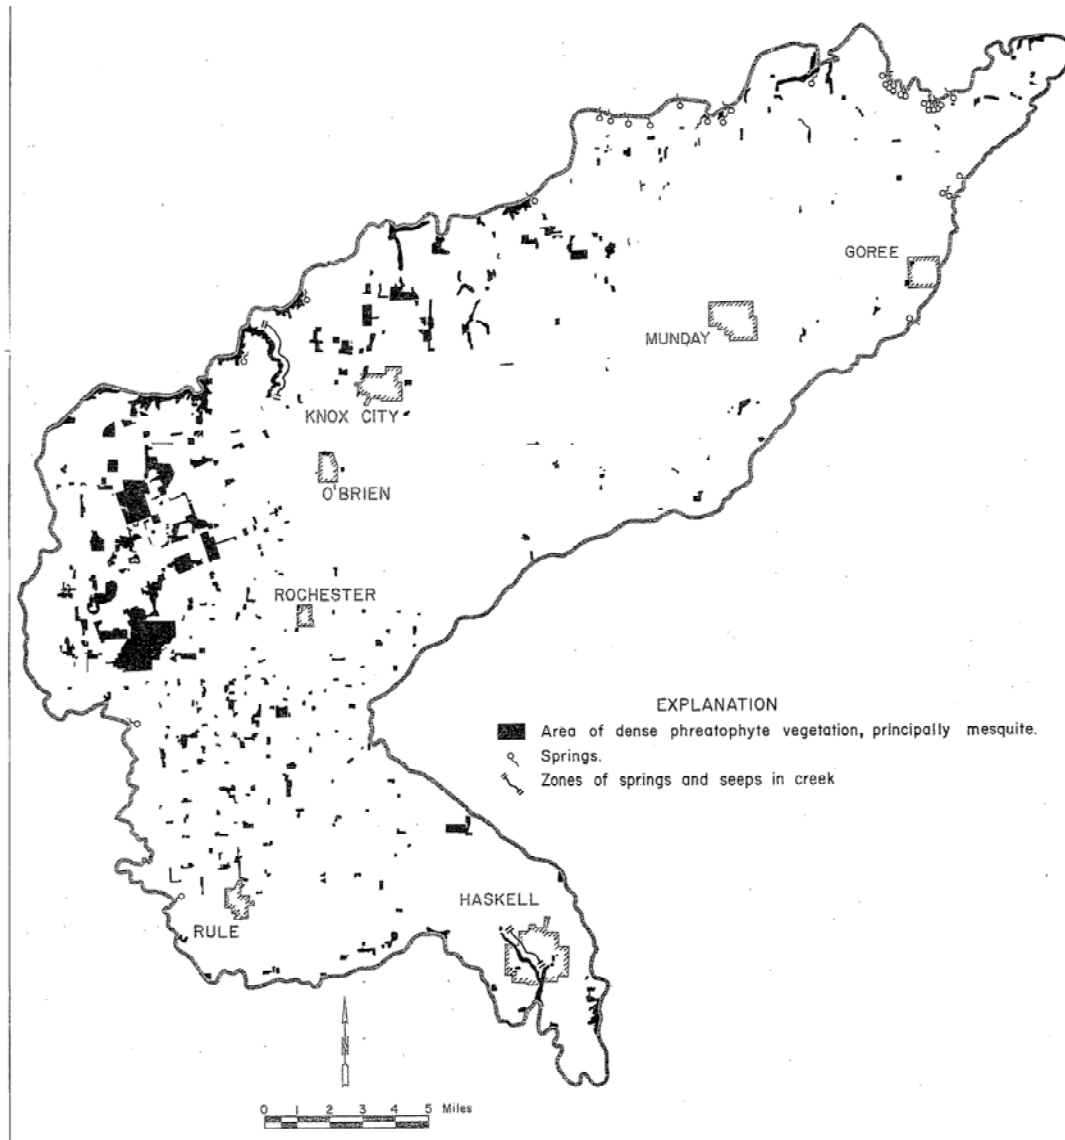 GOREE
MUNDAY
KNOX CITY
O'BRIEN
ROCHESTER
EXPLANATION
Area of dense phreatophyte vegetation, principally mesquite.
Springs.
Zones of springs and seeps in creek
HASKELL
RULE
N
0 1 2 3 4 5 Miles